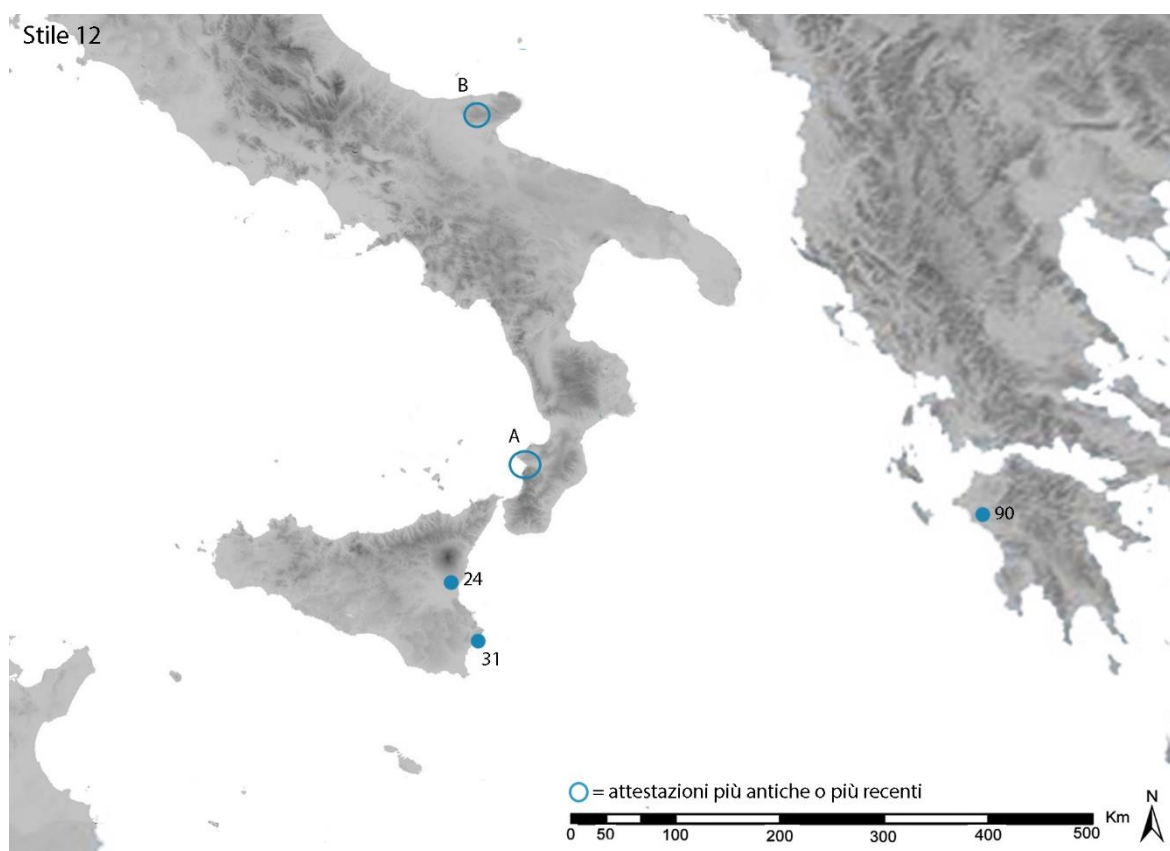 Stile 12
B
A
90
24
31
= attestazioni più antiche o più recenti
N
Km
0 50 100 200 300 400 500